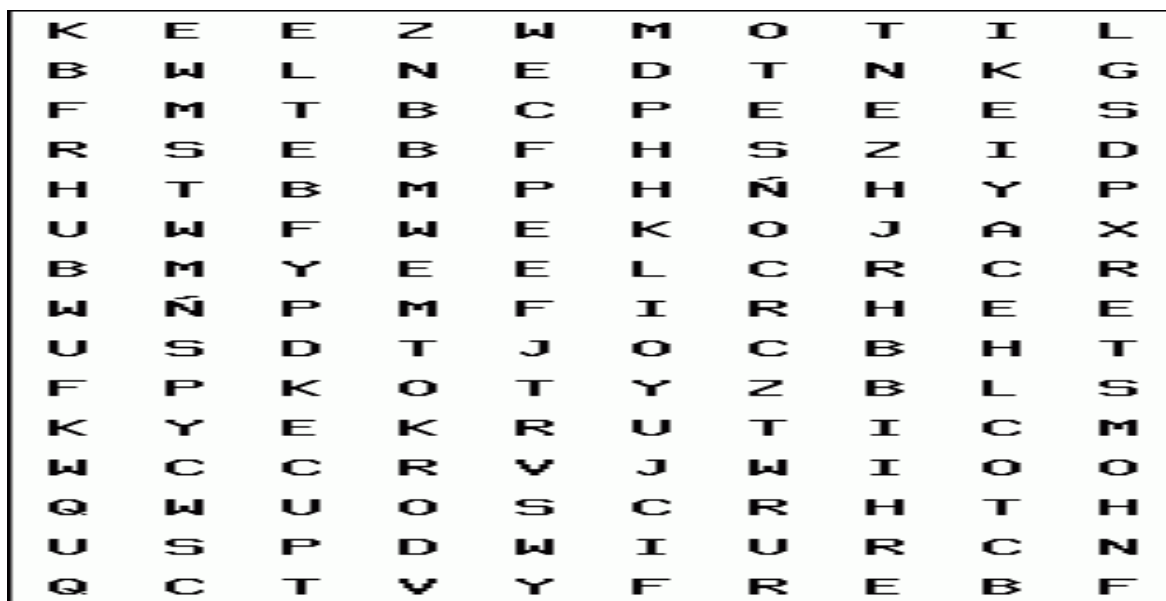 K E E Z W M O T I L
B W L N E D T N K G
F M T B C P E E E S
R S E B F H S Z I D
H T B M P H Ñ H Y P
U W F W E K O J A X
B M Y E E L C R C R
W Ñ P M F I R H E E
U S D T J O C B H T
F P K O T Y Z B L S
K Y E K R U T I C M
W C C R V J W I O O
Q W U O S C R H T H
U S P D W I U R C N
Q C T V Y F R E B F